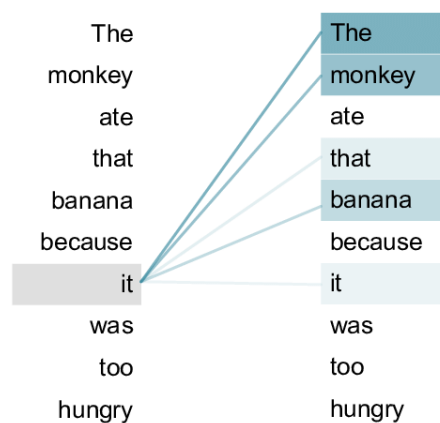 The The
monkey monkey
ate ate
that that
banana banana
because because
it it
was was
too too
hungry hungry